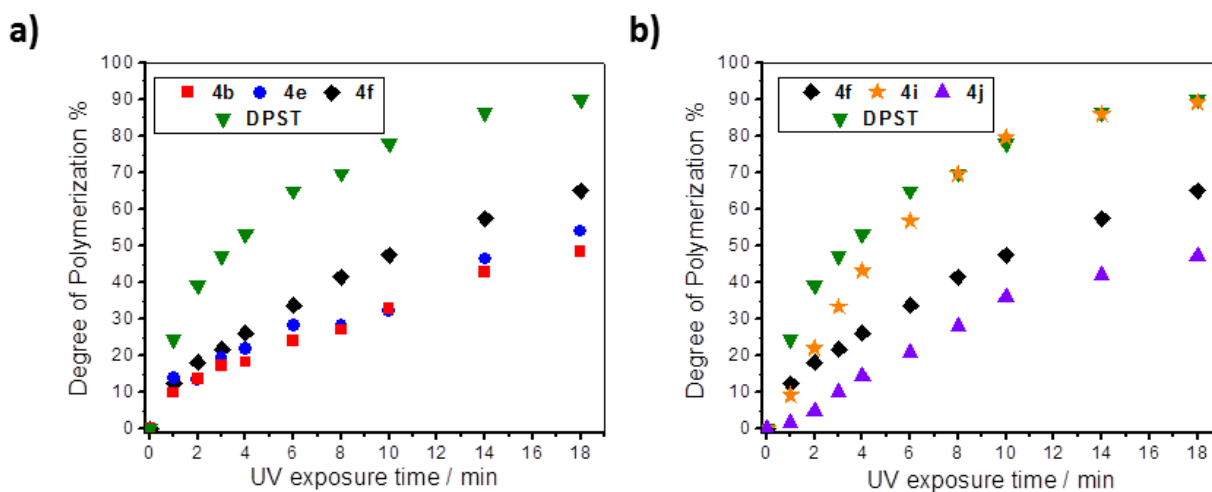 a)
Degree of Polymerization %
100
90
80
70
60
50
40
30
20
10
0
4b 4e 4f
DPST
0 2 4 6 8 10 12 14 16 18
UV exposure time / min
b)
Degree of Polymerization %
100
90
80
70
60
50
40
30
20
10
0
4f 4i 4j
DPST
0 2 4 6 8 10 12 14 16 18
UV exposure time / min